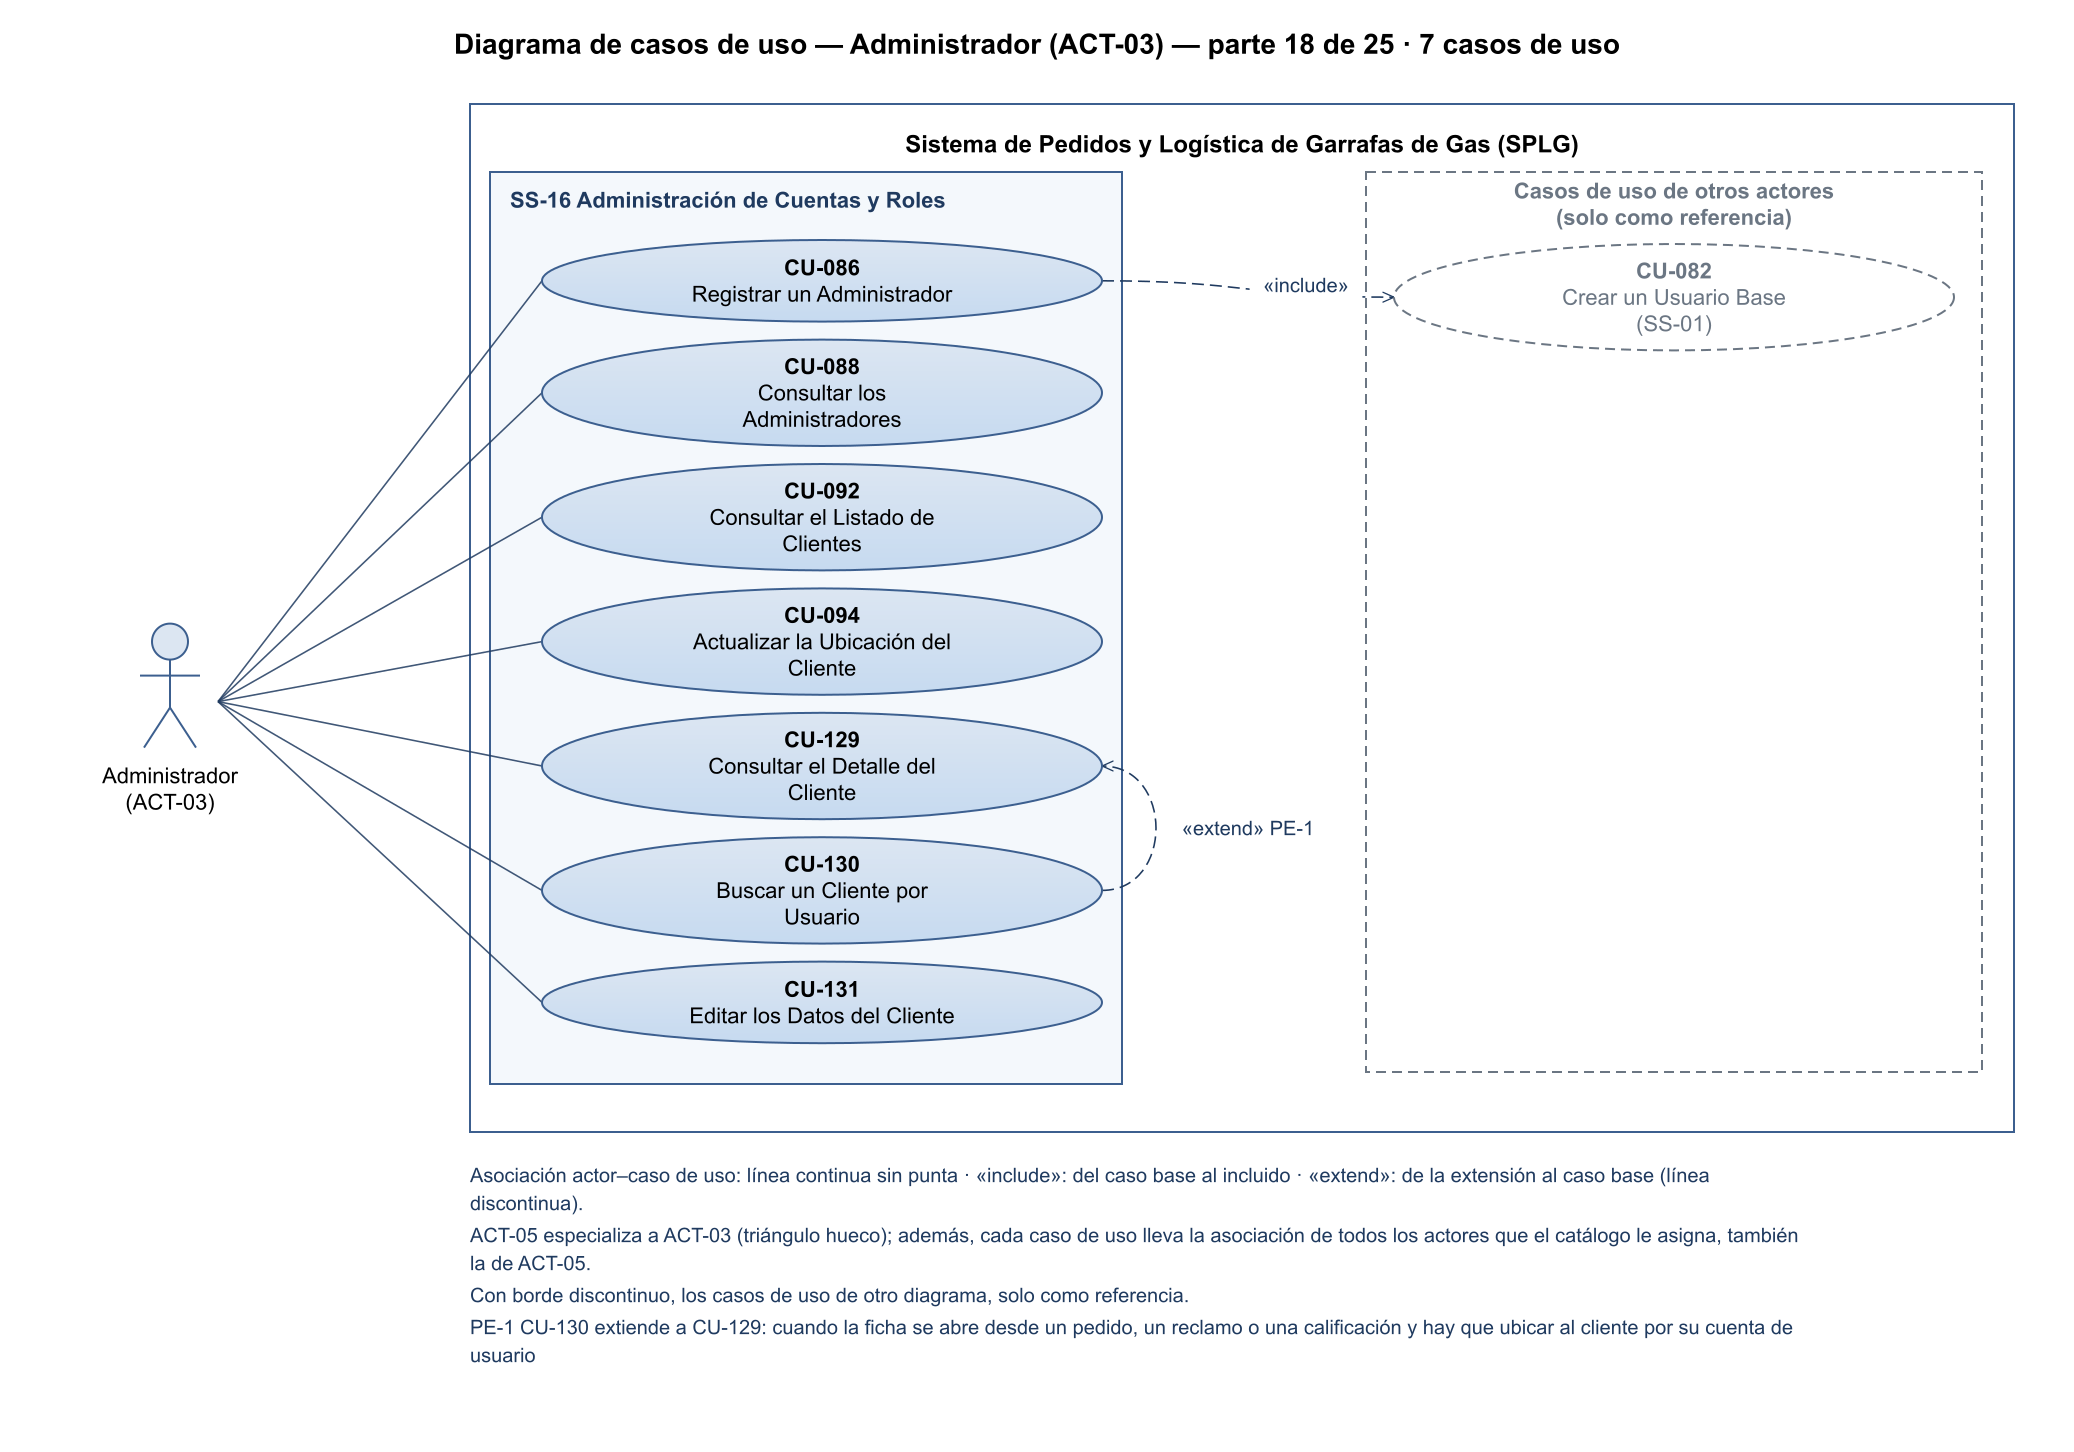 Diagrama de casos de uso — Administrador (ACT-03) — parte 18 de 25 · 7 casos de uso
Sistema de Pedidos y Logística de Garrafas de Gas (SPLG)
SS-16 Administración de Cuentas y Roles
Casos de uso de otros actores
(solo como referencia)
CU-086
Registrar un Administrador
«include»
CU-082
Crear un Usuario Base
(SS-01)
CU-088
Consultar los
Administradores
CU-092
Consultar el Listado de
Clientes
CU-094
Actualizar la Ubicación del
Cliente
CU-129
Consultar el Detalle del
Cliente
Administrador
(ACT-03)
«extend» PE-1
CU-130
Buscar un Cliente por
Usuario
CU-131
Editar los Datos del Cliente
Asociación actor–caso de uso: línea continua sin punta · «include»: del caso base al incluido · «extend»: de la extensión al caso base (línea
discontinua).
ACT-05 especializa a ACT-03 (triángulo hueco); además, cada caso de uso lleva la asociación de todos los actores que el catálogo le asigna, también
la de ACT-05.
Con borde discontinuo, los casos de uso de otro diagrama, solo como referencia.
PE-1 CU-130 extiende a CU-129: cuando la ficha se abre desde un pedido, un reclamo o una calificación y hay que ubicar al cliente por su cuenta de
usuario